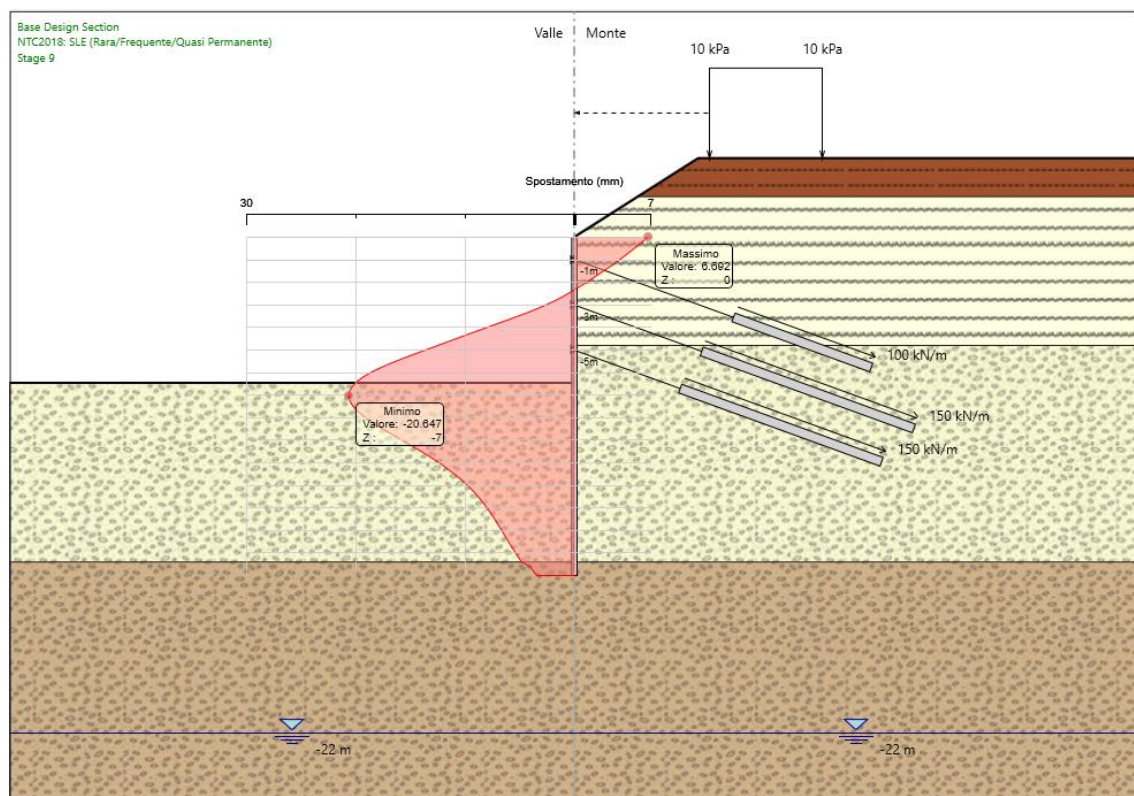 Base Design Section
NTC2018: SLE (Rara/Frequente/Quasi Permanente)
Stage 9
Valle
Monte
10 kPa
10 kPa
Spostamento (mm)
30
7
Massimo
Valore: 6.692
Z : 0
-1m
-3m
-5m
100 kN/m
150 kN/m
150 kN/m
Minimo
Valore: -20.647
Z : -7
-22 m
-22 m